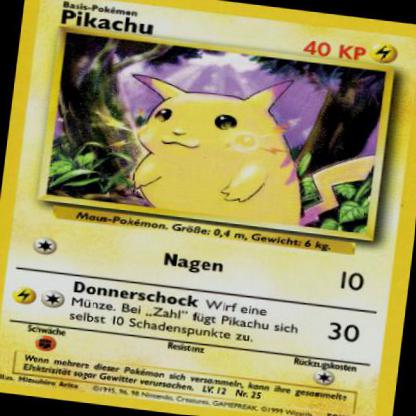 Basis-Pokémon
Pikachu
40 KP
Maus-Pokémon. Größe: 0,4 m, Gewicht: 6 kg.
Nagen 10
Donnerschock Wirf eine
Münze. Bei „Zahl" fügt Pikachu sich
selbst 10 Schadenspunkte zu.
30
Schwäche Resistenz Rückzugskosten
Wenn mehrere dieser Pokémon sich versammeln, kann ihre gesammelte
Elektrizität sogar Gewitter verursachen. LV. 12 Nr. 25
Illus. Mitsuhiro Arita ©1995, 96, 98 Nintendo, Creatures, GAMEFREAK. ©1999 Wizards.